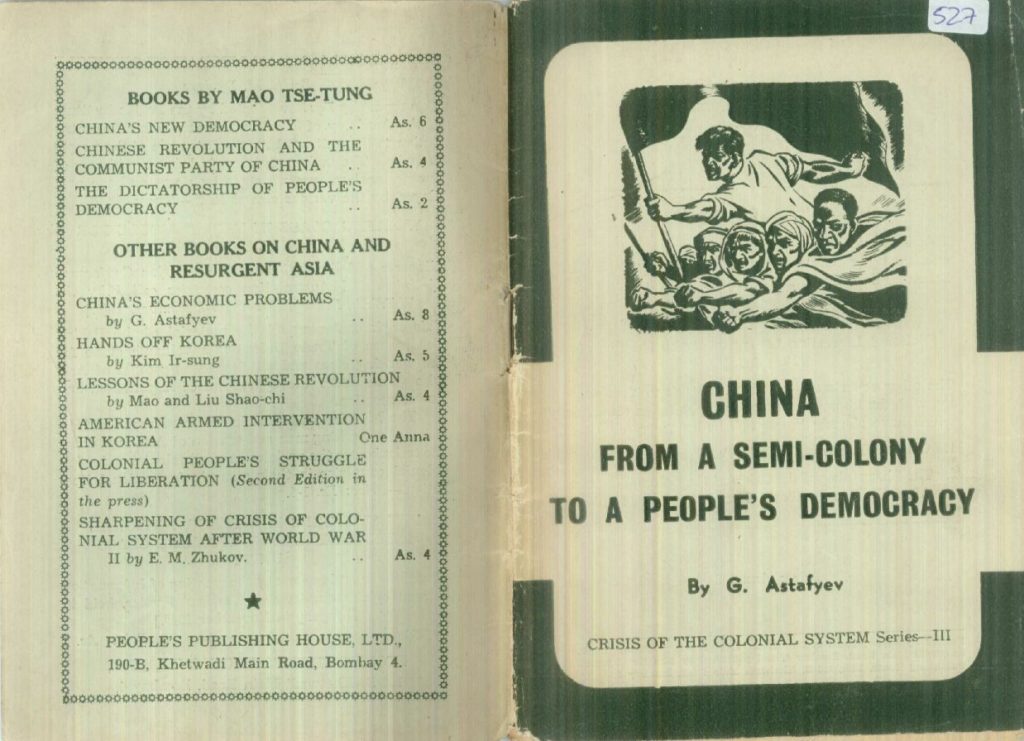 BOOKS BY MAO TSE-TUNG
CHINA'S NEW DEMOCRACY .. As. 6
CHINESE REVOLUTION AND THE
COMMUNIST PARTY OF CHINA .. As. 4
THE DICTATORSHIP OF PEOPLE'S
DEMOCRACY .. As. 2
OTHER BOOKS ON CHINA AND
RESURGENT ASIA
CHINA'S ECONOMIC PROBLEMS
by G. Astafyev .. As. 8
HANDS OFF KOREA
by Kim Ir-sung .. As. 5
LESSONS OF THE CHINESE REVOLUTION
by Mao and Liu Shao-chi .. As. 4
AMERICAN ARMED INTERVENTION
IN KOREA One Anna
COLONIAL PEOPLE'S STRUGGLE
FOR LIBERATION (Second Edition in
the press)
SHARPENING OF CRISIS OF COLO-
NIAL SYSTEM AFTER WORLD WAR
II by E. M. Zhukov. .. As. 4
PEOPLE'S PUBLISHING HOUSE, LTD.,
190-B, Khetwadi Main Road, Bombay 4.
527
CHINA
FROM A SEMI-COLONY
TO A PEOPLE'S DEMOCRACY
By G. Astafyev
CRISIS OF THE COLONIAL SYSTEM Series--III